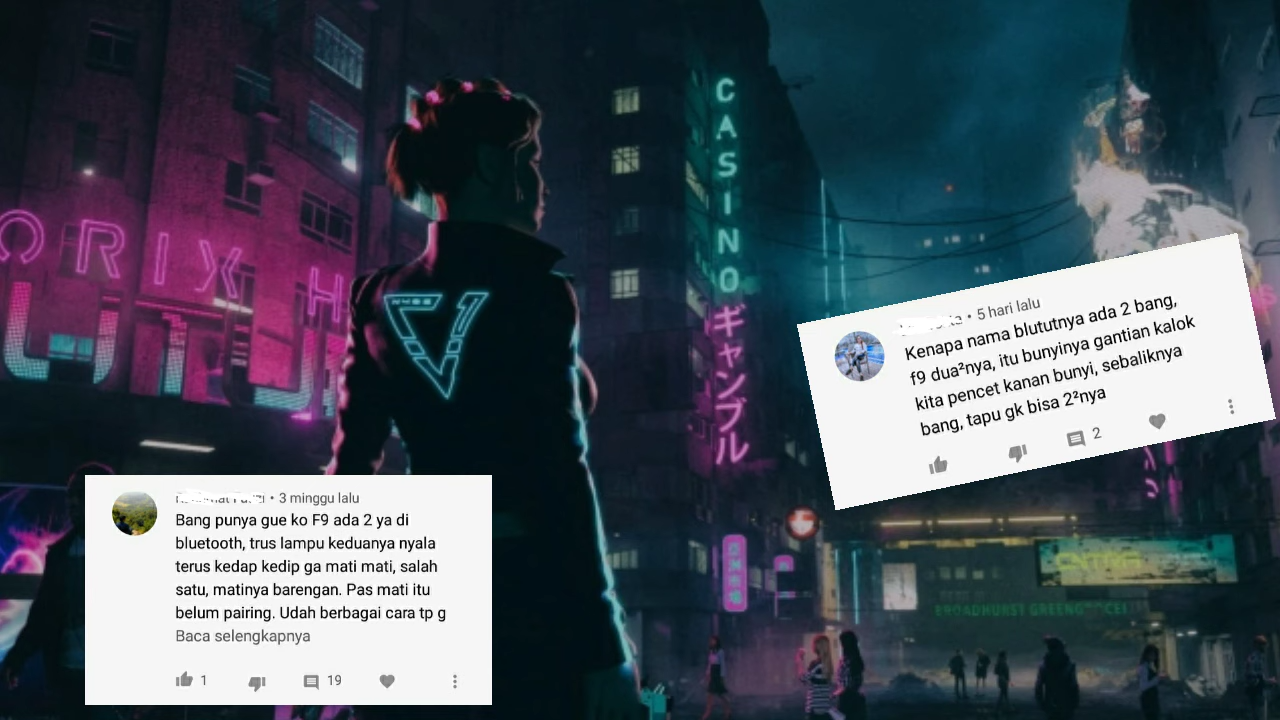 CASINO
ギャンブル
ORIX H
• 5 hari lalu
Kenapa nama blututnya ada 2 bang,
f9 dua²nya, itu bunyinya gantian kalok
kita pencet kanan bunyi, sebaliknya
bang, tapu gk bisa 2²nya
2
• 3 minggu lalu
Bang punya gue ko F9 ada 2 ya di
bluetooth, trus lampu keduanya nyala
terus kedap kedip ga mati mati, salah
satu, matinya barengan. Pas mati itu
belum pairing. Udah berbagai cara tp g
Baca selengkapnya
1
19
BROADHURST